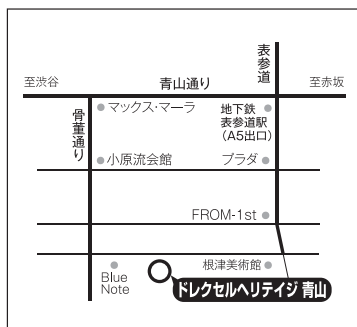 表参道
至渋谷
青山通り
至赤坂
骨董通り
マックス・マーラ
地下鉄
表参道駅
(A5出口)
小原流会館
プラダ
FROM-1st
Blue
Note
根津美術館
ドレクセルヘリテイジ 青山